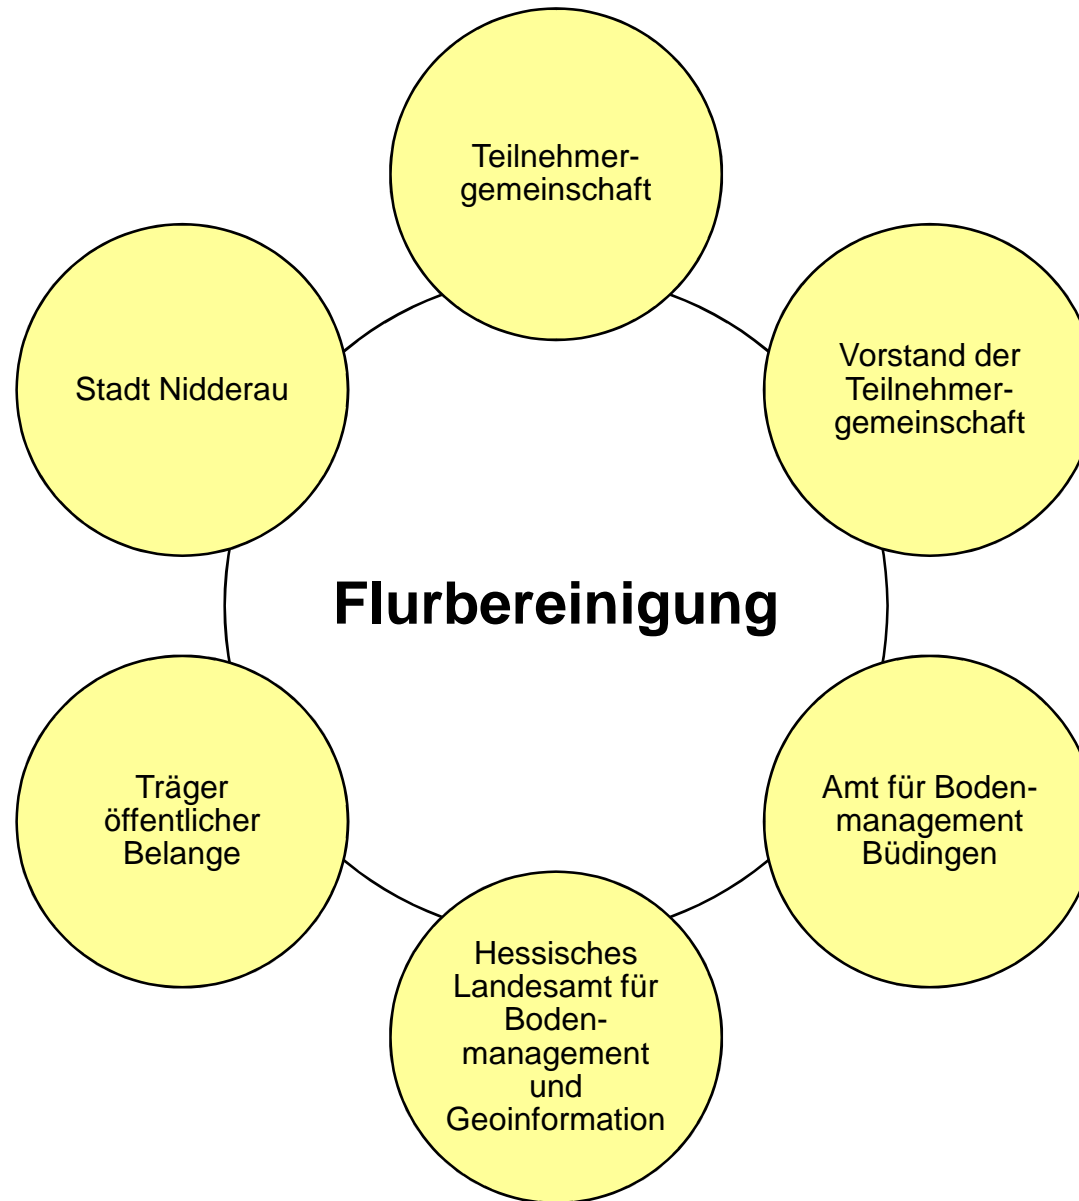 Teilnehmer-
gemeinschaft
Stadt Nidderau
Vorstand der
Teilnehmer-
gemeinschaft
Flurbereinigung
Träger
öffentlicher
Belange
Amt für Boden-
management
Büdingen
Hessisches
Landesamt für
Boden-
management
und
Geoinformation